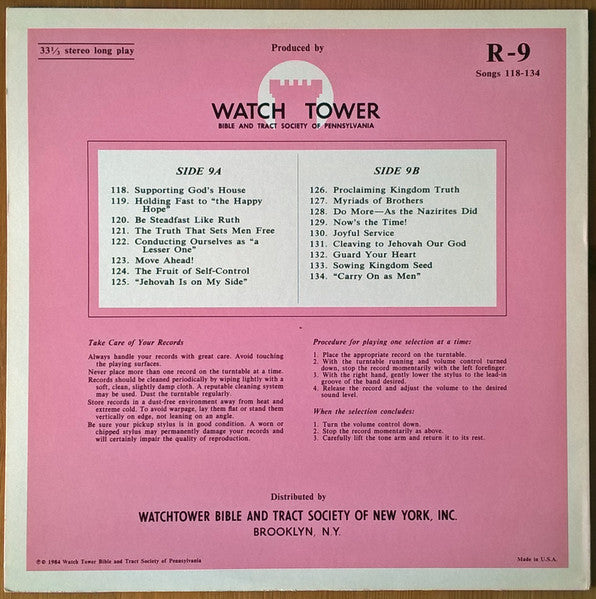 33⅓ stereo long play
Produced by
R-9
Songs 118-134
WATCH TOWER
BIBLE AND TRACT SOCIETY OF PENNSYLVANIA
SIDE 9A
118. Supporting God's House
119. Holding Fast to "the Happy
Hope"
120. Be Steadfast Like Ruth
121. The Truth That Sets Men Free
122. Conducting Ourselves as "a
Lesser One"
123. Move Ahead!
124. The Fruit of Self-Control
125. "Jehovah Is on My Side"
SIDE 9B
126. Proclaiming Kingdom Truth
127. Myriads of Brothers
128. Do More—As the Nazirites Did
129. Now's the Time!
130. Joyful Service
131. Cleaving to Jehovah Our God
132. Guard Your Heart
133. Sowing Kingdom Seed
134. "Carry On as Men"
Take Care of Your Records
Always handle your records with great care. Avoid touching
the playing surfaces.
Never place more than one record on the turntable at a time.
Records should be cleaned periodically by wiping lightly with a
soft, clean, slightly damp cloth. A reputable cleaning system
may be used. Dust the turntable regularly.
Store records in a dust-free environment away from heat and
extreme cold. To avoid warpage, lay them flat or stand them
vertically on edge, not leaning on an angle.
Be sure your pickup stylus is in good condition. A worn or
chipped stylus may permanently damage your records and
will certainly impair the quality of reproduction.
Procedure for playing one selection at a time:
1. Place the appropriate record on the turntable.
2. With the turntable running and volume control turned
down, stop the record momentarily with the left forefinger.
3. With the right hand, gently lower the stylus to the lead-in
groove of the band desired.
4. Release the record and adjust the volume to the desired
sound level.
When the selection concludes:
1. Turn the volume control down.
2. Stop the record momentarily as above.
3. Carefully lift the tone arm and return it to its rest.
Distributed by
WATCHTOWER BIBLE AND TRACT SOCIETY OF NEW YORK, INC.
BROOKLYN, N.Y.
℗© 1984 Watch Tower Bible and Tract Society of Pennsylvania
Made in U.S.A.